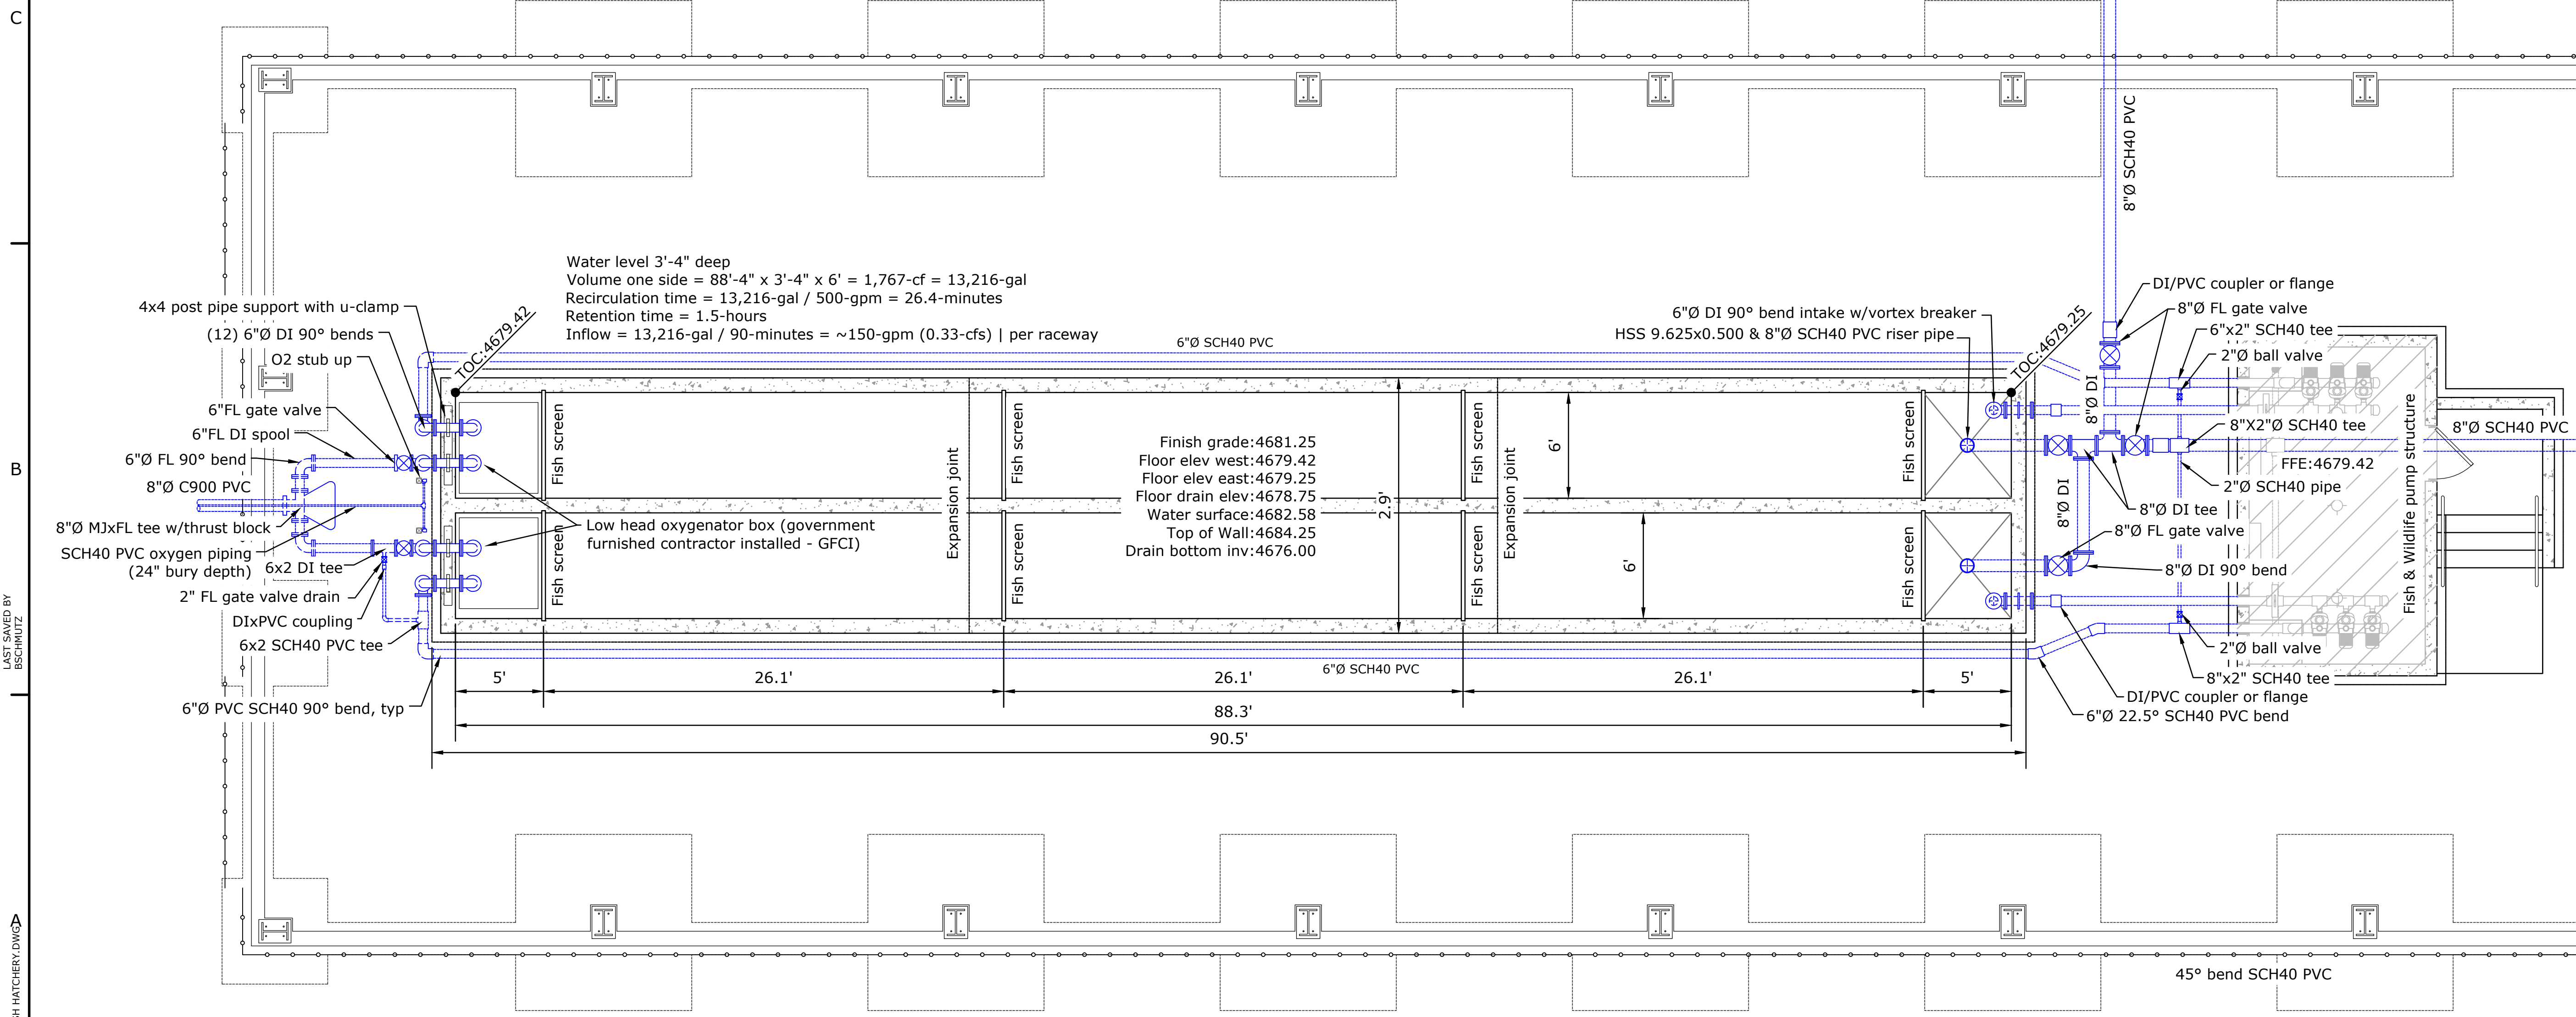 C
B
A
LAST SAVED BY
BSCHMUTZ
SH HATCHERY.DWG
Water level 3'-4" deep
Volume one side = 88'-4" x 3'-4" x 6' = 1,767-cf = 13,216-gal
Recirculation time = 13,216-gal / 500-gpm = 26.4-minutes
Retention time = 1.5-hours
Inflow = 13,216-gal / 90-minutes = ~150-gpm (0.33-cfs) | per raceway
4x4 post pipe support with u-clamp
(12) 6"Ø DI 90° bends
O2 stub up
6"FL gate valve
6"FL DI spool
6"Ø FL 90° bend
8"Ø C900 PVC
8"Ø MJxFL tee w/thrust block
SCH40 PVC oxygen piping
(24" bury depth)
6x2 DI tee
2" FL gate valve drain
DIxPVC coupling
6x2 SCH40 PVC tee
6"Ø PVC SCH40 90° bend, typ
TOC:4679.42
6"Ø SCH40 PVC
Fish screen
Fish screen
Low head oxygenator box (government
furnished contractor installed - GFCI)
Expansion joint
Fish screen
Fish screen
Finish grade:4681.25
Floor elev west:4679.42
Floor elev east:4679.25
Floor drain elev:4678.75
Water surface:4682.58
Top of Wall:4684.25
Drain bottom inv:4676.00
2.9'
Fish screen
Fish screen
Expansion joint
6'
6'
Fish screen
Fish screen
6"Ø SCH40 PVC
5'
26.1'
26.1'
26.1'
5'
88.3'
90.5'
6"Ø DI 90° bend intake w/vortex breaker
HSS 9.625x0.500 & 8"Ø SCH40 PVC riser pipe
TOC:4679.25
8"Ø SCH40 PVC
DI/PVC coupler or flange
8"Ø FL gate valve
6"x2" SCH40 tee
2"Ø ball valve
8"Ø DI
8"X2"Ø SCH40 tee
8"Ø SCH40 PVC
FFE:4679.42
2"Ø SCH40 pipe
8"Ø DI
8"Ø DI tee
8"Ø FL gate valve
8"Ø DI 90° bend
Fish & Wildlife pump structure
2"Ø ball valve
8"x2" SCH40 tee
DI/PVC coupler or flange
6"Ø 22.5° SCH40 PVC bend
45° bend SCH40 PVC